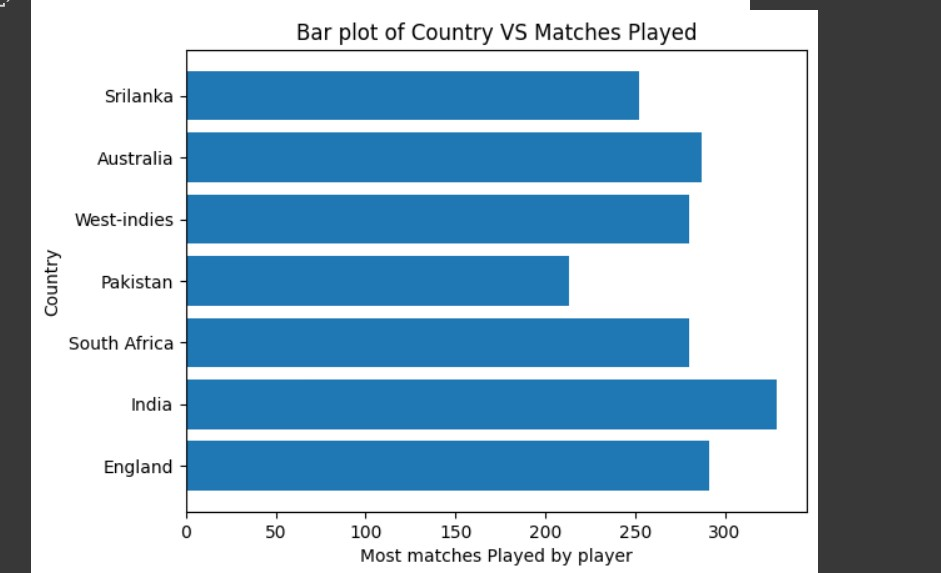 Bar plot of Country VS Matches Played
Srilanka
Australia
West-indies
Pakistan
South Africa
India
England
Country
0 50 100 150 200 250 300
Most matches Played by player